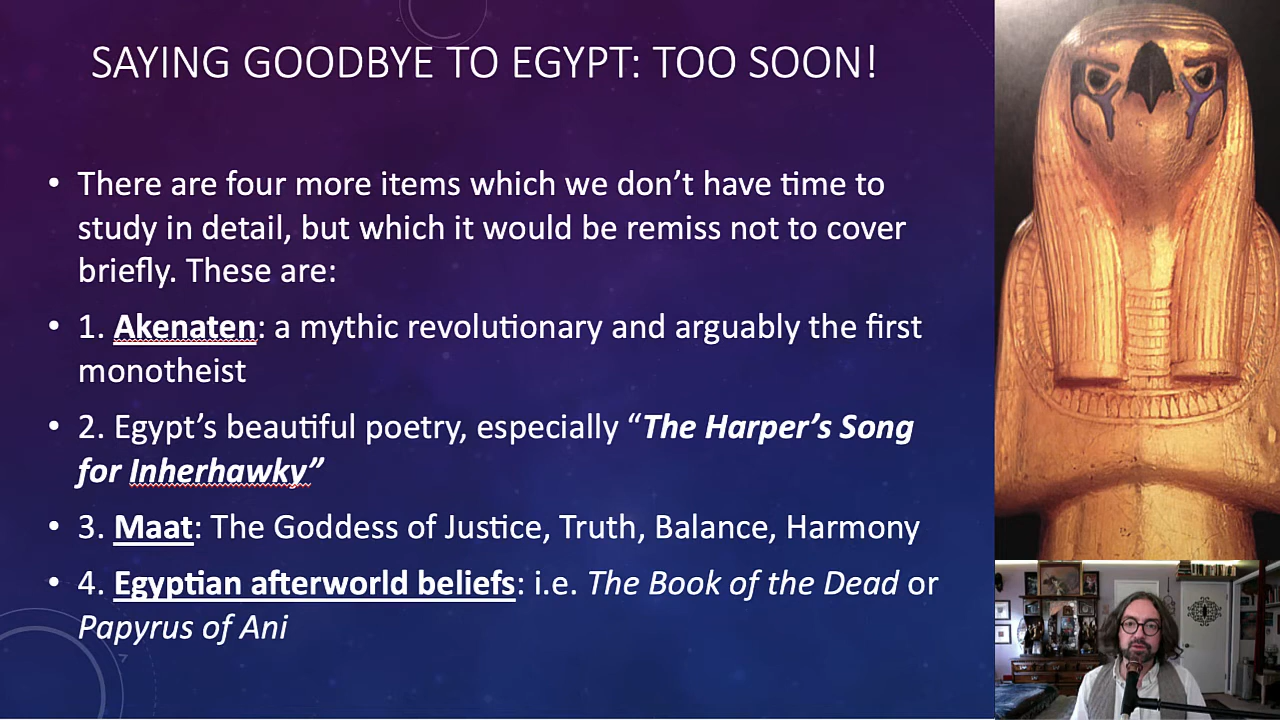 SAYING GOODBYE TO EGYPT: TOO SOON!
• There are four more items which we don’t have time to
study in detail, but which it would be remiss not to cover
briefly. These are:
• 1. Akenaten: a mythic revolutionary and arguably the first
monotheist
• 2. Egypt’s beautiful poetry, especially “The Harper’s Song
for Inherhawky”
• 3. Maat: The Goddess of Justice, Truth, Balance, Harmony
• 4. Egyptian afterworld beliefs: i.e. The Book of the Dead or
Papyrus of Ani